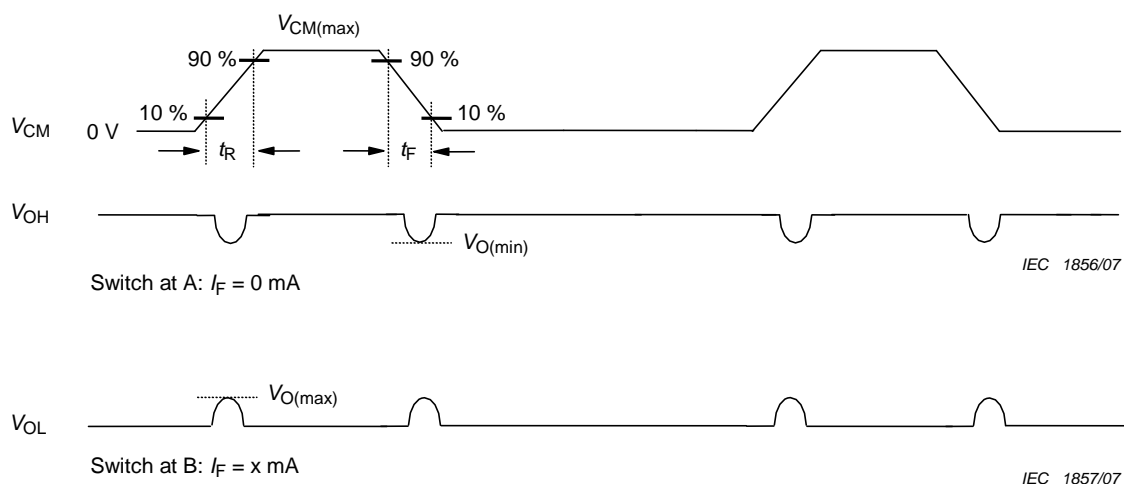 VCM(max)
90 %
90 %
10 %
10 %
VCM
0 V
tR
tF
VOH
VO(min)
IEC 1856/07
Switch at A: IF = 0 mA
VO(max)
VOL
Switch at B: IF = x mA
IEC 1857/07